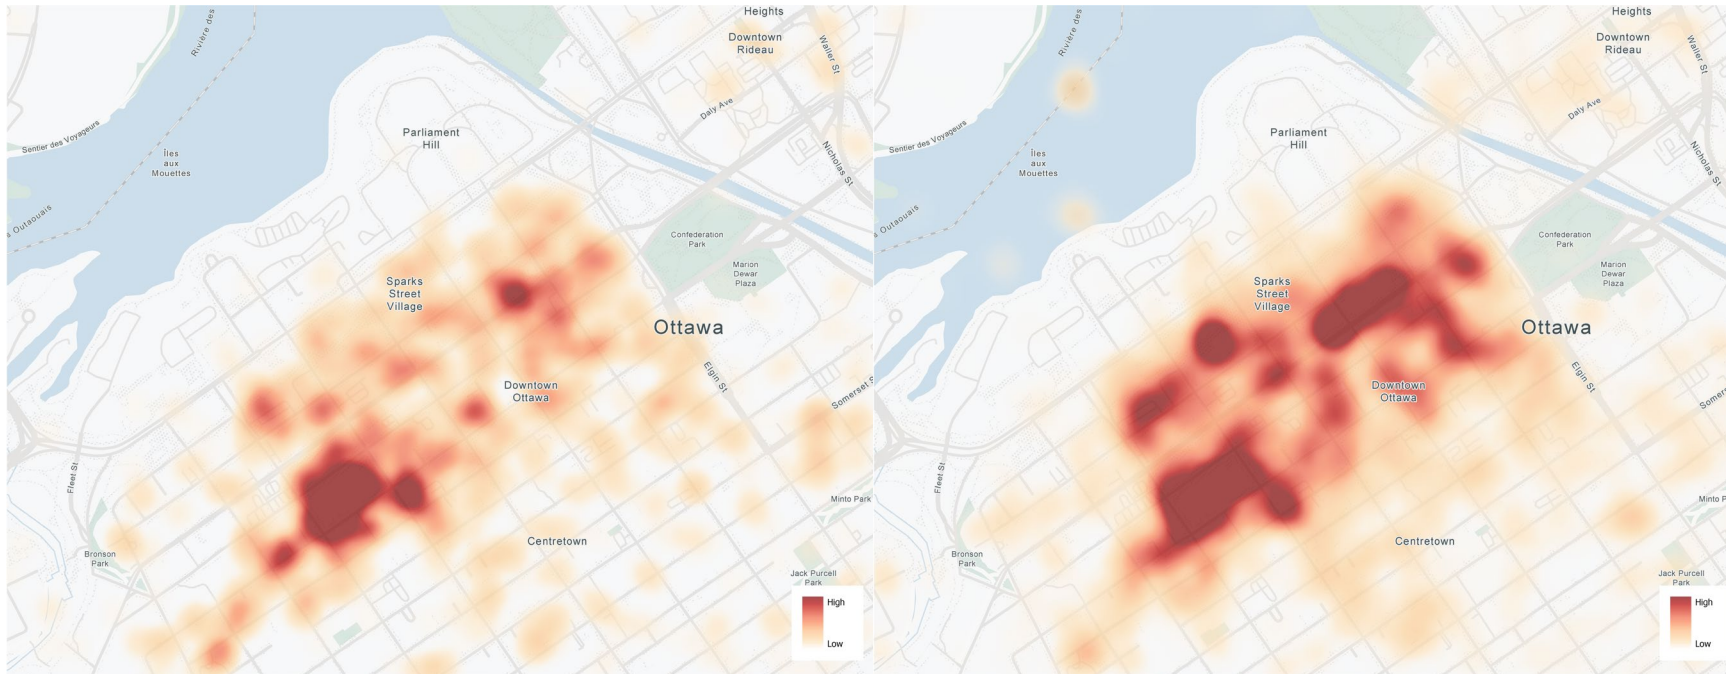 Heights
Downtown
Rideau
Waller St
Rivière des
Daly Ave
Sentier des Voyageurs
Parliament
Hill
Îles
aux
Mouettes
Nicholas St
Outaouais
Confederation
Park
Marion
Dewar
Plaza
Sparks
Street
Village
Ottawa
Elgin St
Downtown
Ottawa
Somerset S
Fleet St
Minto Park
Bronson
Park
Centretown
Jack Purcell
Park
High
Low
Heights
Downtown
Rideau
Waller St
Rivière des
Daly Ave
Sentier des Voyageurs
Parliament
Hill
Îles
aux
Mouettes
Nicholas St
Outaouais
Confederation
Park
Marion
Dewar
Plaza
Sparks
Street
Village
Ottawa
Elgin St
Downtown
Ottawa
Somers
Fleet St
Minto P
Bronson
Park
Centretown
Jack Purcell
Park
High
Low